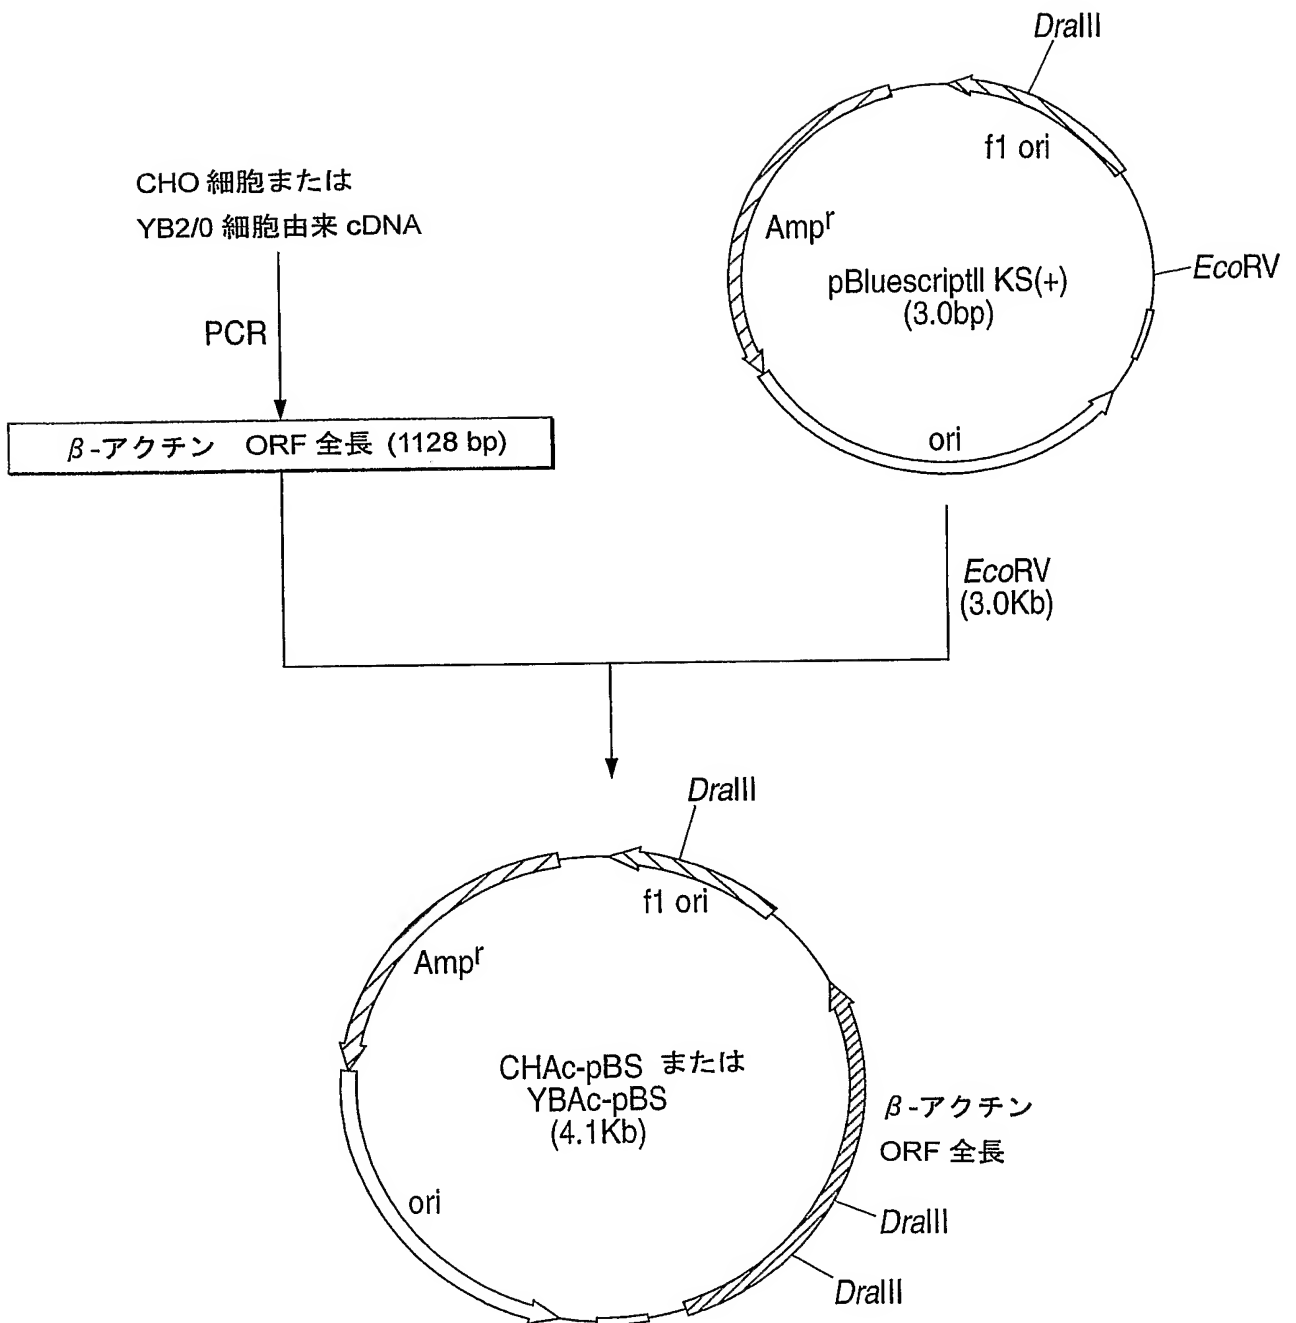 DraIII
f1 ori
CHO 細胞または
YB2/0 細胞由来 cDNA
Ampr
EcoRV
pBluescriptII KS(+)
(3.0bp)
PCR
β-アクチン ORF 全長 (1128 bp)
ori
EcoRV
(3.0Kb)
DraIII
f1 ori
Ampr
CHAc-pBS または
YBAc-pBS
(4.1Kb)
β-アクチン
ORF 全長
ori
DraIII
DraIII